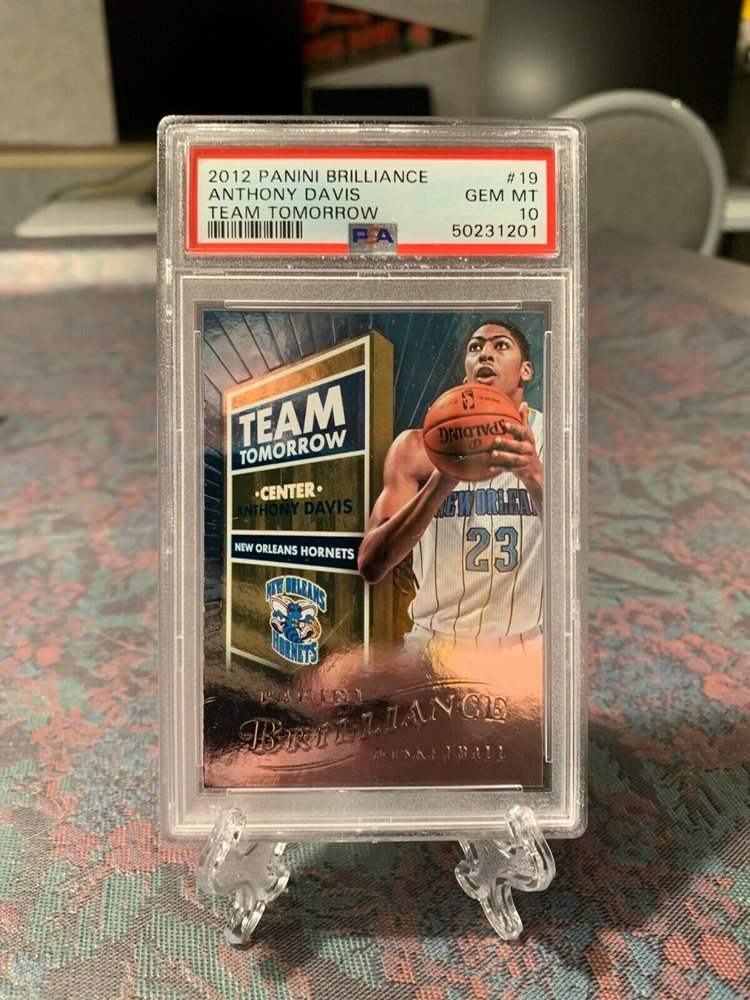 2012 PANINI BRILLIANCE #19
ANTHONY DAVIS GEM MT
TEAM TOMORROW 10
PSA 50231201
TEAM
TOMORROW
•CENTER•
ANTHONY DAVIS
NEW ORLEANS HORNETS
NEW ORLEANS
HORNETS
SPALDING
NEW ORLEA
23
PANINI
BRILLIANCE
BASKETBALL